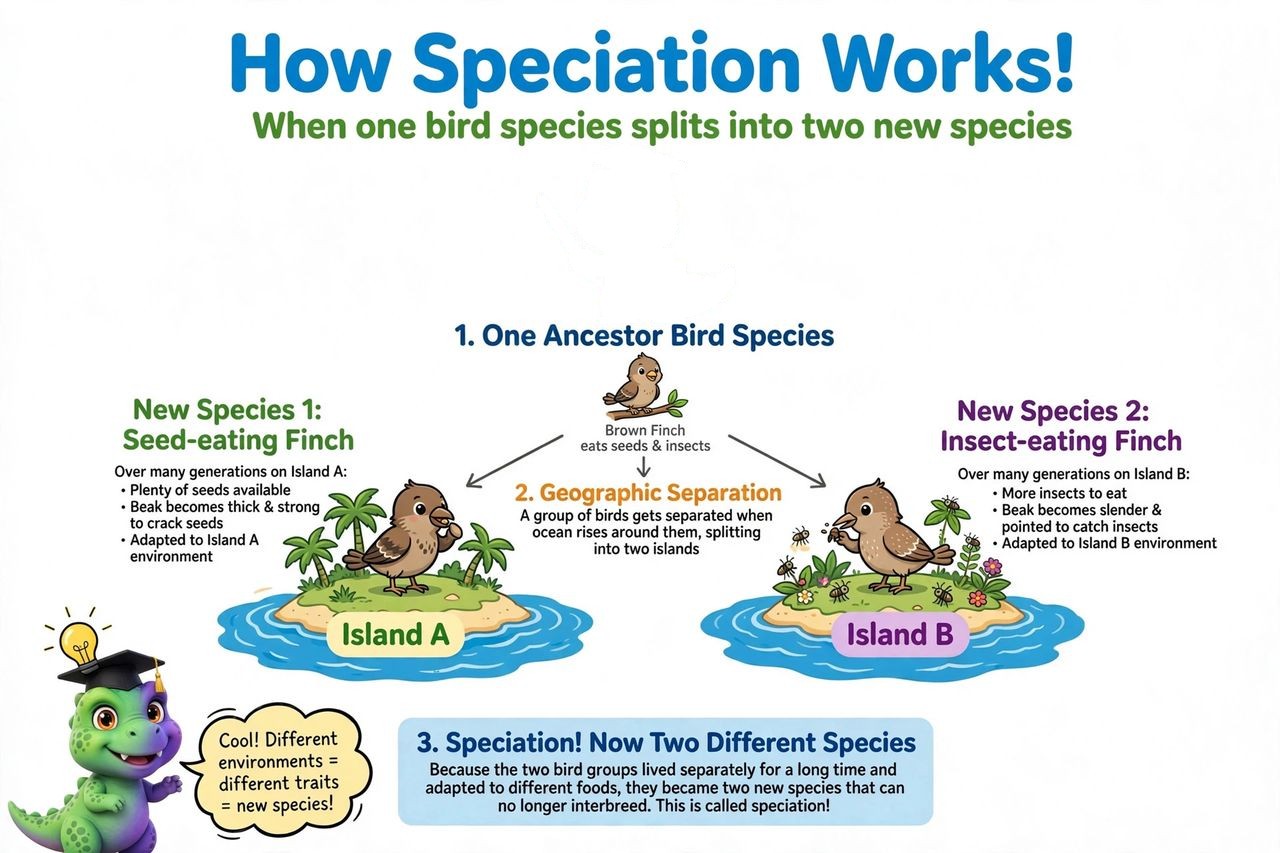 How Speciation Works!
When one bird species splits into two new species
1. One Ancestor Bird Species
Brown Finch
eats seeds & insects
New Species 1:
Seed-eating Finch
Over many generations on Island A:
• Plenty of seeds available
• Beak becomes thick & strong
to crack seeds
• Adapted to Island A
environment
2. Geographic Separation
A group of birds gets separated when
ocean rises around them, splitting
into two islands
New Species 2:
Insect-eating Finch
Over many generations on Island B:
• More insects to eat
• Beak becomes slender &
pointed to catch insects
• Adapted to Island B environment
Island A
Island B
Cool! Different
environments =
different traits
= new species!
3. Speciation! Now Two Different Species
Because the two bird groups lived separately for a long time and
adapted to different foods, they became two new species that can
no longer interbreed. This is called speciation!